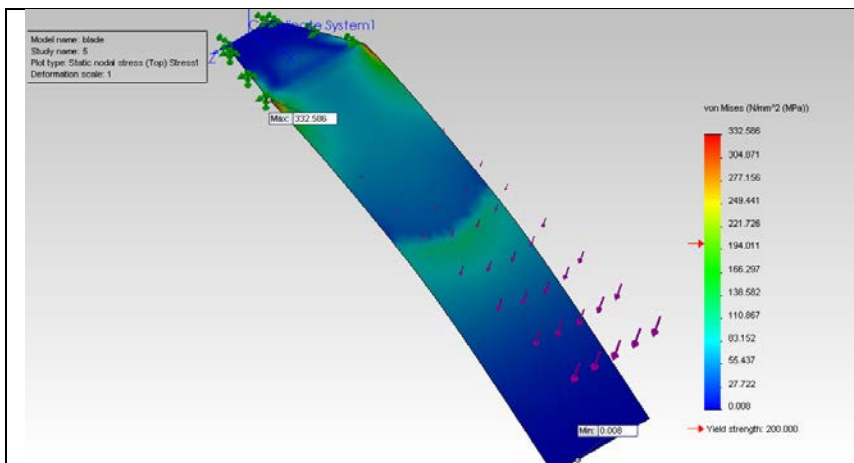 Coordinate System1
Model name: blade
Study name: 5
Plot type: Static nodal stress (Top) Stress1
Deformation scale: 1
Z
Max: 332.586
von Mises (N/mm^2 (MPa))
332.586
304.871
277.156
249.441
221.726
194.011
166.297
138.582
110.867
83.152
55.437
27.722
0.008
Yield strength: 200.000
Min: 0.008